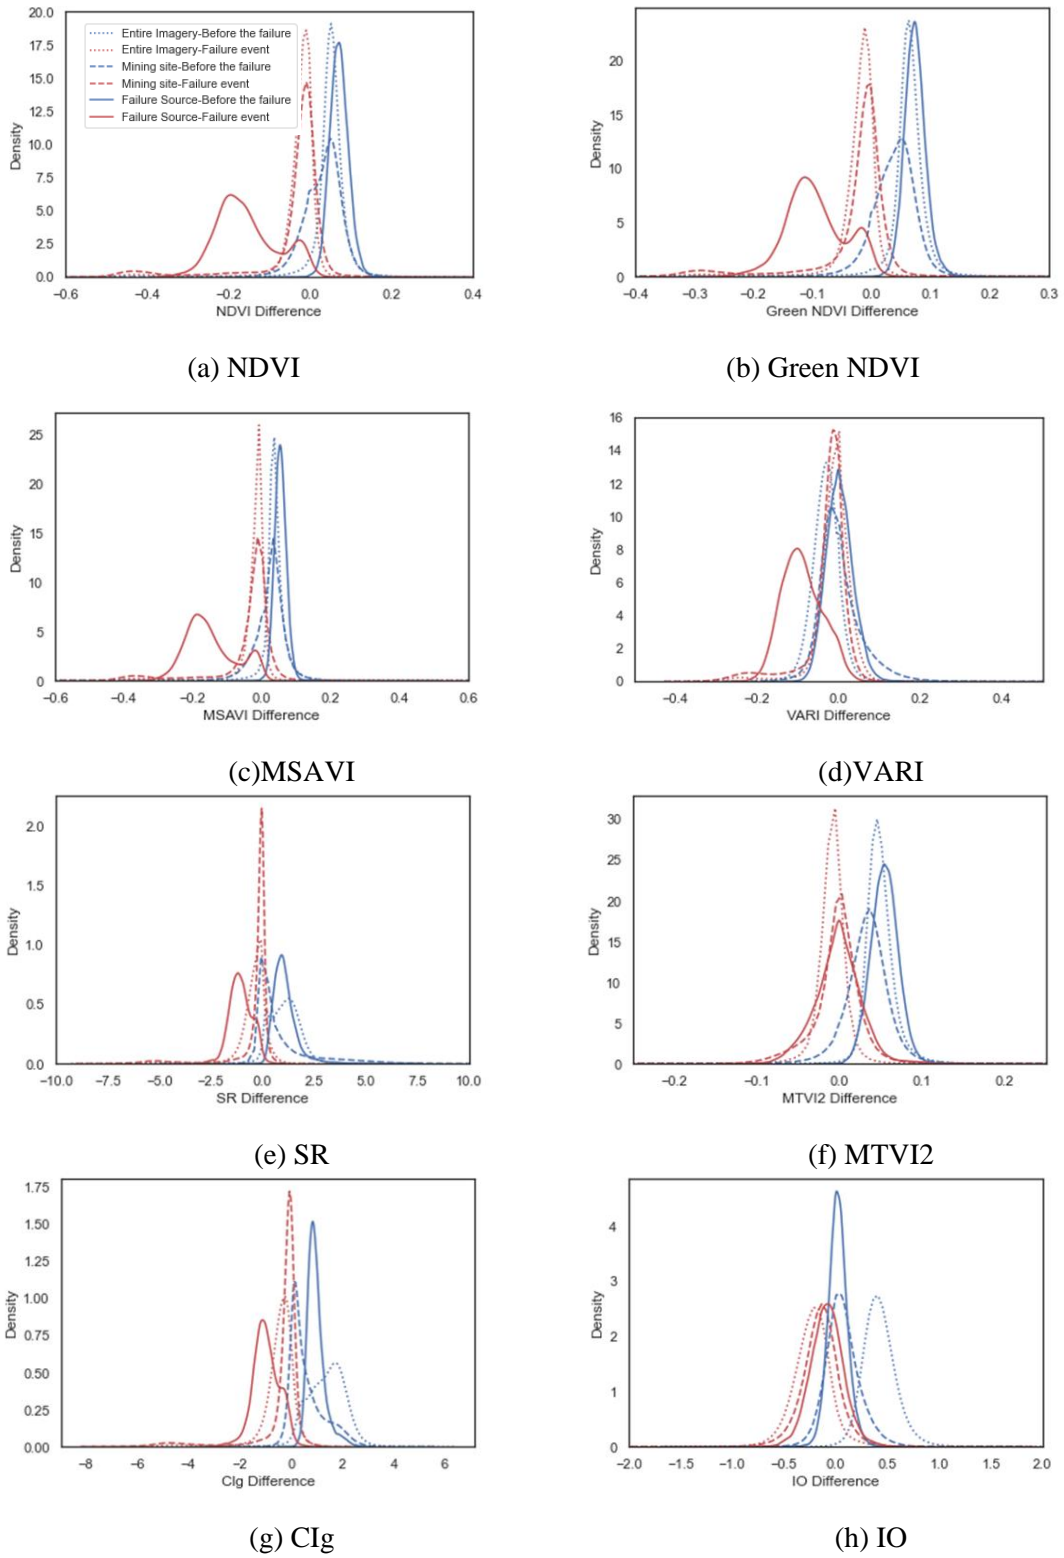 20.0
17.5
15.0
12.5
10.0
7.5
5.0
2.5
0.0
Density
Entire Imagery-Before the failure
Entire Imagery-Failure event
Mining site-Before the failure
Mining site-Failure event
Failure Source-Before the failure
Failure Source-Failure event
−0.6 −0.4 −0.2 0.0 0.2 0.4
NDVI Difference
(a) NDVI
20
15
10
5
0
Density
−0.4 −0.3 −0.2 −0.1 0.0 0.1 0.2 0.3
Green NDVI Difference
(b) Green NDVI
25
20
15
10
5
0
Density
−0.6 −0.4 −0.2 0.0 0.2 0.4 0.6
MSAVI Difference
(c)MSAVI
16
14
12
10
8
6
4
2
0
Density
−0.4 −0.2 0.0 0.2 0.4
VARI Difference
(d)VARI
2.0
1.5
1.0
0.5
0.0
Density
−10.0 −7.5 −5.0 −2.5 0.0 2.5 5.0 7.5 10.0
SR Difference
(e) SR
30
25
20
15
10
5
0
Density
−0.2 −0.1 0.0 0.1 0.2
MTVI2 Difference
(f) MTVI2
1.75
1.50
1.25
1.00
0.75
0.50
0.25
0.00
Density
−8 −6 −4 −2 0 2 4 6
CIg Difference
(g) CIg
4
3
2
1
0
Density
−2.0 −1.5 −1.0 −0.5 0.0 0.5 1.0 1.5 2.0
IO Difference
(h) IO